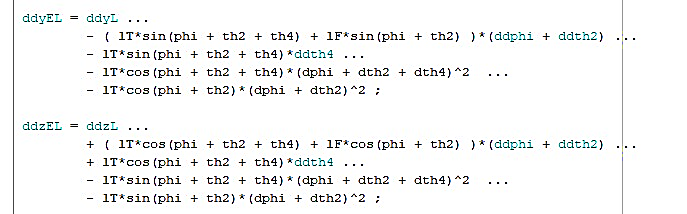 ddyEL = ddyL ...
- ( lT*sin(phi + th2 + th4) + lF*sin(phi + th2) )*(ddphi + ddth2) ...
- lT*sin(phi + th2 + th4)*ddth4 ...
- lT*cos(phi + th2 + th4)*(dphi + dth2 + dth4)^2 ...
- lT*cos(phi + th2)*(dphi + dth2)^2 ;
ddzEL = ddzL ...
+ ( lT*cos(phi + th2 + th4) + lF*cos(phi + th2) )*(ddphi + ddth2) ...
+ lT*cos(phi + th2 + th4)*ddth4 ...
- lT*sin(phi + th2 + th4)*(dphi + dth2 + dth4)^2 ...
- lT*sin(phi + th2)*(dphi + dth2)^2 ;